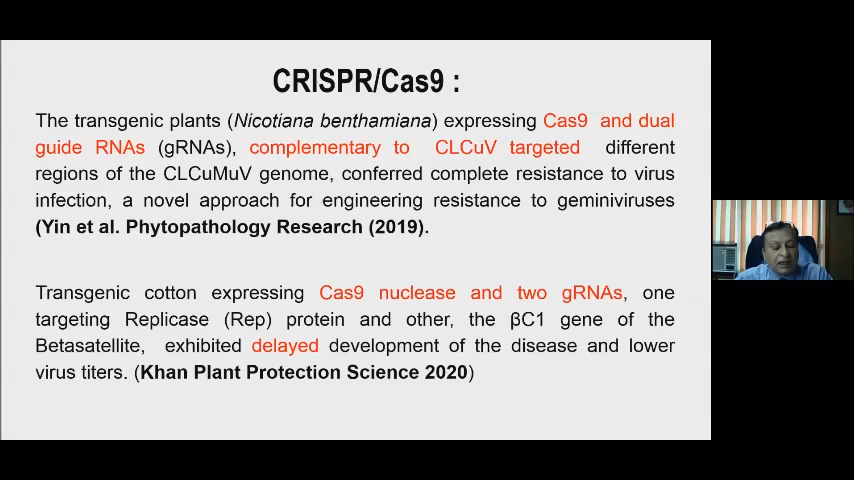 CRISPR/Cas9 :
The transgenic plants (Nicotiana benthamiana) expressing Cas9 and dual
guide RNAs (gRNAs), complementary to CLCuV targeted different
regions of the CLCuMuV genome, conferred complete resistance to virus
infection, a novel approach for engineering resistance to geminiviruses
(Yin et al. Phytopathology Research (2019).
Transgenic cotton expressing Cas9 nuclease and two gRNAs, one
targeting Replicase (Rep) protein and other, the βC1 gene of the
Betasatellite, exhibited delayed development of the disease and lower
virus titers. (Khan Plant Protection Science 2020)